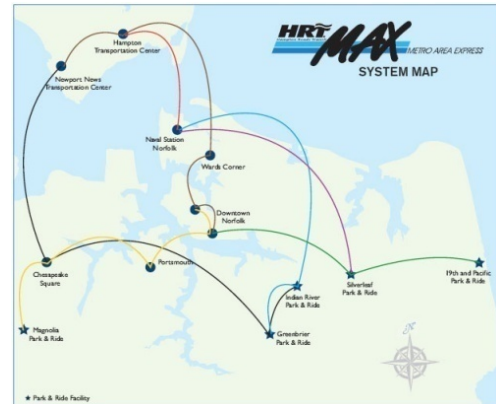 Hampton
Transportation Center
HRT
MAX
METRO AREA EXPRESS
SYSTEM MAP
Newport News
Transportation Center
Naval Station
Norfolk
Wards Corner
Downtown
Norfolk
Portsmouth
Chesapeake
Square
Indian River
Park & Ride
Silverleaf
Park & Ride
19th and Pacific
Park & Ride
Magnolia
Park & Ride
Greenbrier
Park & Ride
★ Park & Ride Facility